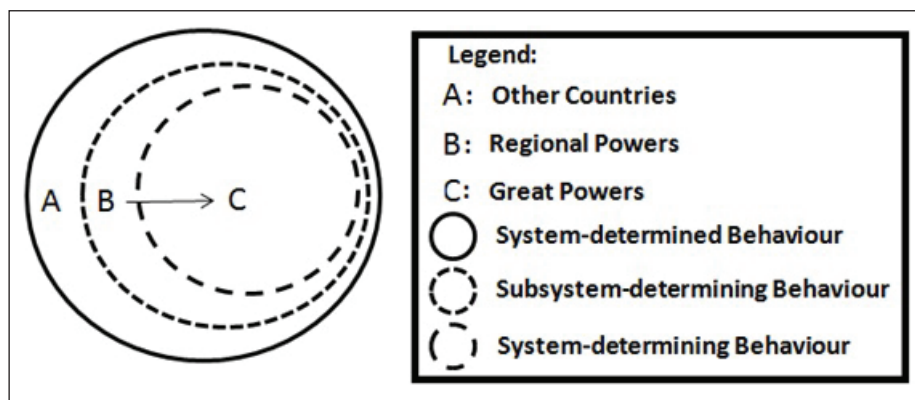 A
B
C
Legend:
A: Other Countries
B: Regional Powers
C: Great Powers
System-determined Behaviour
Subsystem-determining Behaviour
System-determining Behaviour